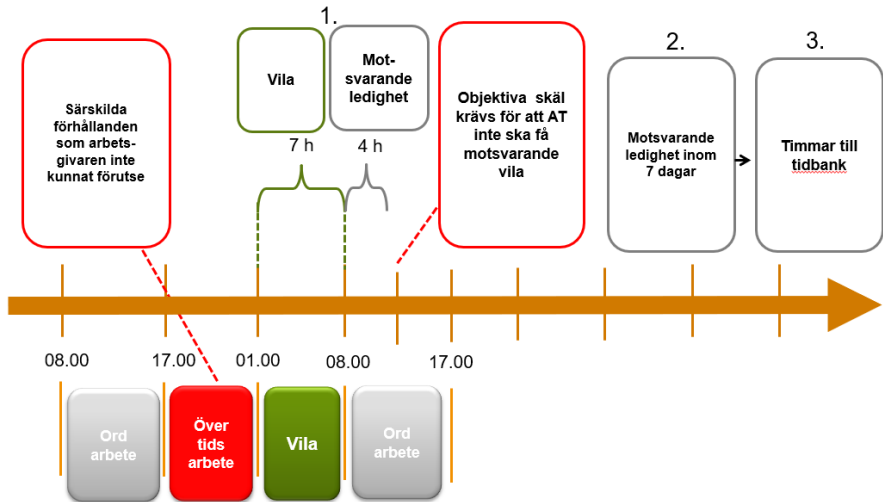 1.
2.
3.
Särskilda
förhållanden
som arbets-
givaren inte
kunnat förutse
Vila
Mot-
svarande
ledighet
7 h
4 h
Objektiva skäl
krävs för att AT
inte ska få
motsvarande
vila
Motsvarande
ledighet inom
7 dagar
Timmar till
tidbank
08.00
17.00
01.00
08.00
17.00
Ord
arbete
Över
tids
arbete
Vila
Ord
arbete